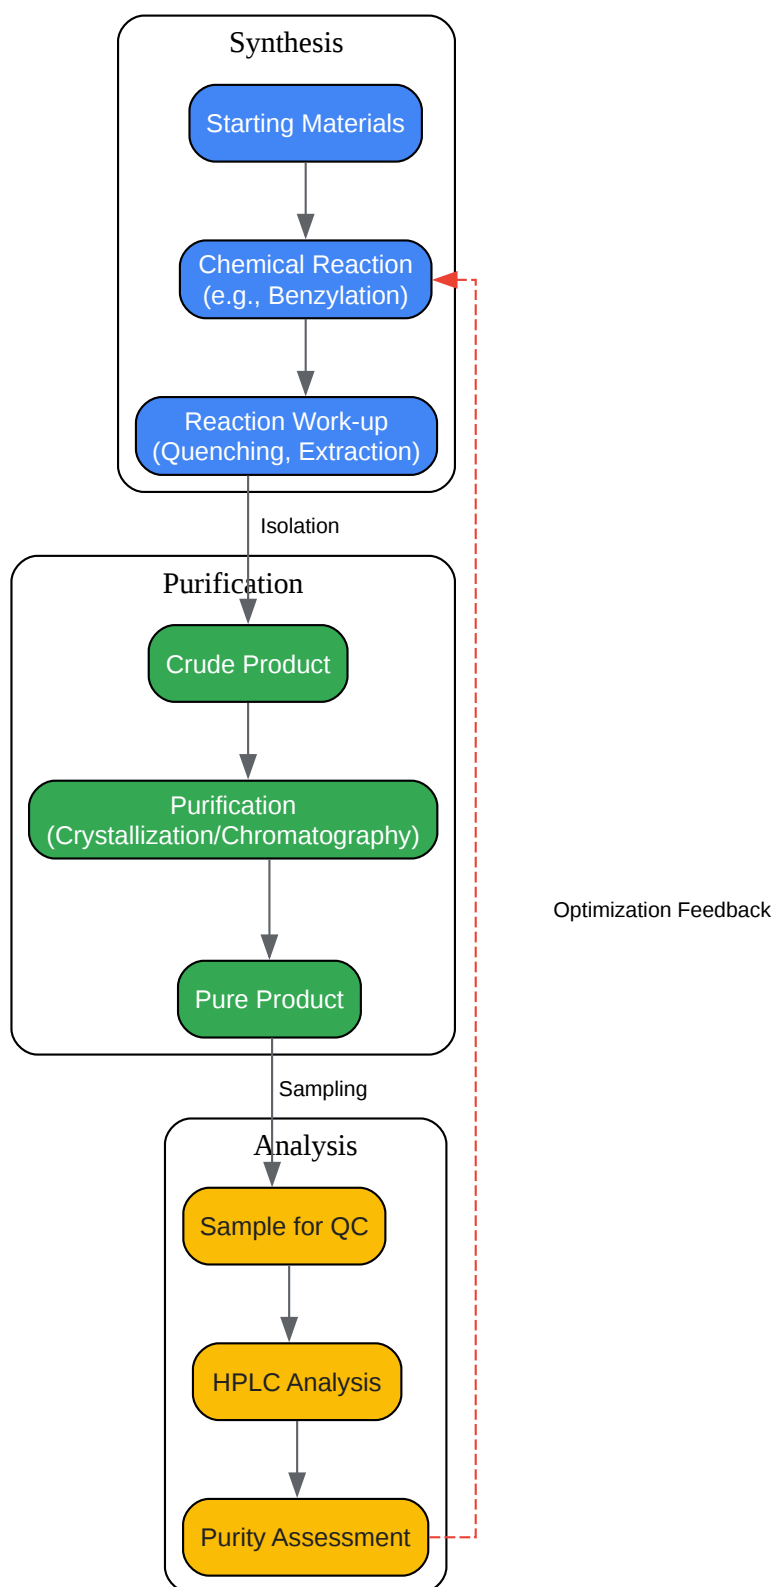 Synthesis
Starting Materials
Chemical Reaction
(e.g., Benzylation)
Reaction Work-up
(Quenching, Extraction)
Isolation
Purification
Crude Product
Purification
(Crystallization/Chromatography)
Optimization Feedback
Pure Product
Sampling
Analysis
Sample for QC
HPLC Analysis
Purity Assessment